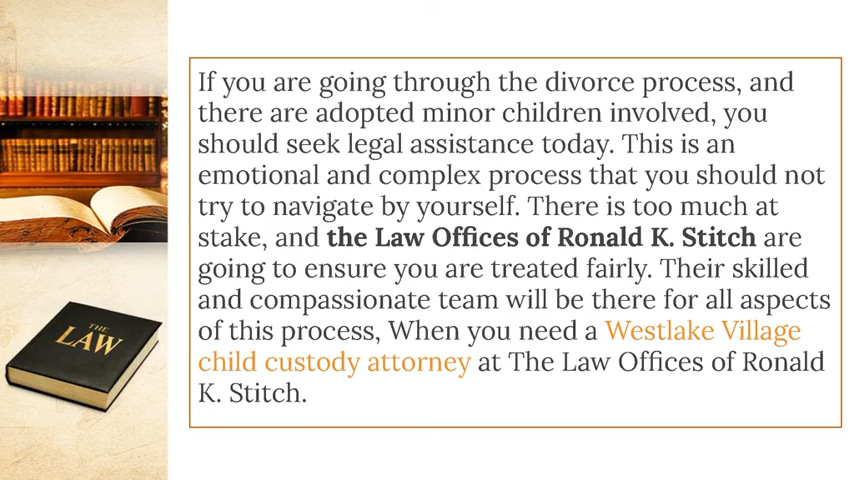 If you are going through the divorce process, and
there are adopted minor children involved, you
should seek legal assistance today. This is an
emotional and complex process that you should not
try to navigate by yourself. There is too much at
stake, and the Law Offices of Ronald K. Stitch are
going to ensure you are treated fairly. Their skilled
and compassionate team will be there for all aspects
of this process, When you need a Westlake Village
child custody attorney at The Law Offices of Ronald
K. Stitch.
THE
LAW